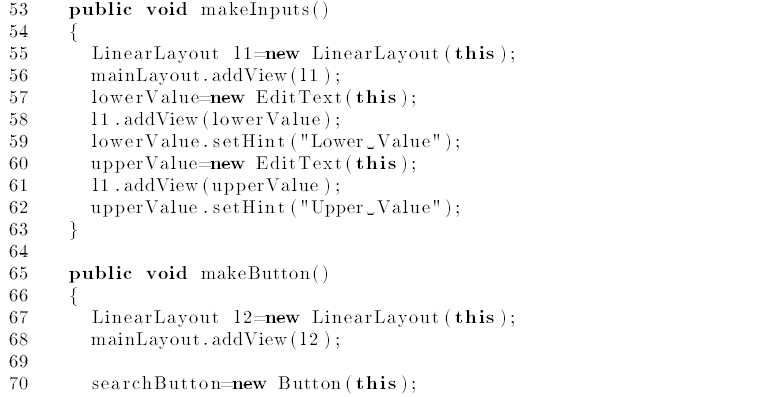 53 public void makeInputs()
54 {
55 LinearLayout l1=new LinearLayout(this);
56 mainLayout.addView(l1);
57 lowerValue=new EditText(this);
58 l1.addView(lowerValue);
59 lowerValue.setHint("Lower␣Value");
60 upperValue=new EditText(this);
61 l1.addView(upperValue);
62 upperValue.setHint("Upper␣Value");
63 }
64
65 public void makeButton()
66 {
67 LinearLayout l2=new LinearLayout(this);
68 mainLayout.addView(l2);
69
70 searchButton=new Button(this);